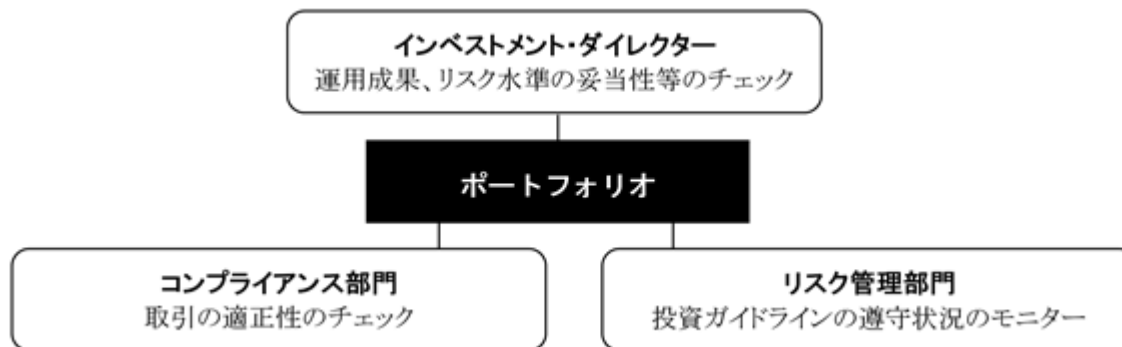 インベストメント・ダイレクター
運用成果、リスク水準の妥当性等のチェック
ポートフォリオ
コンプライアンス部門
取引の適正性のチェック
リスク管理部門
投資ガイドラインの遵守状況のモニター